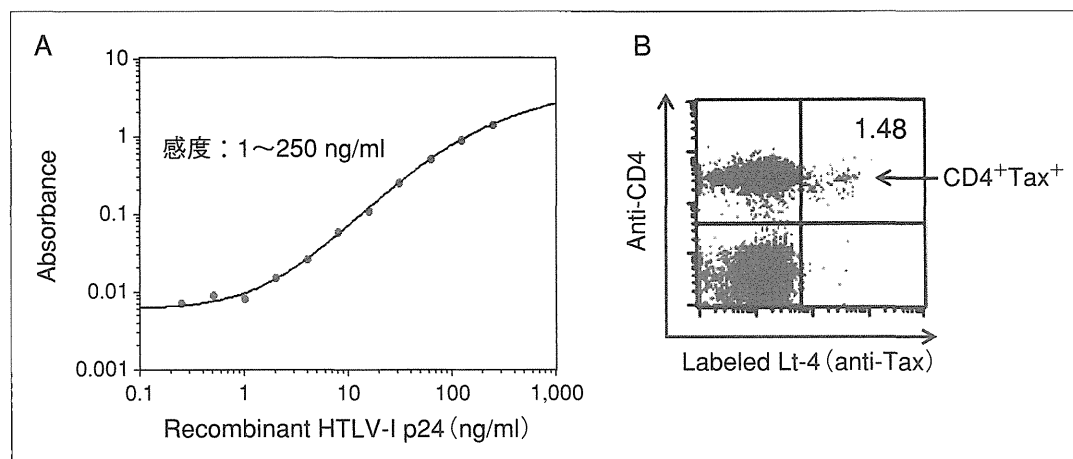 A
10
1
0.1
0.01
0.001
Absorbance
感度：1〜250 ng/ml
0.1
1
10
100
1,000
Recombinant HTLV-I p24（ng/ml）
B
1.48
CD4⁺Tax⁺
Anti-CD4
Labeled Lt-4（anti-Tax）